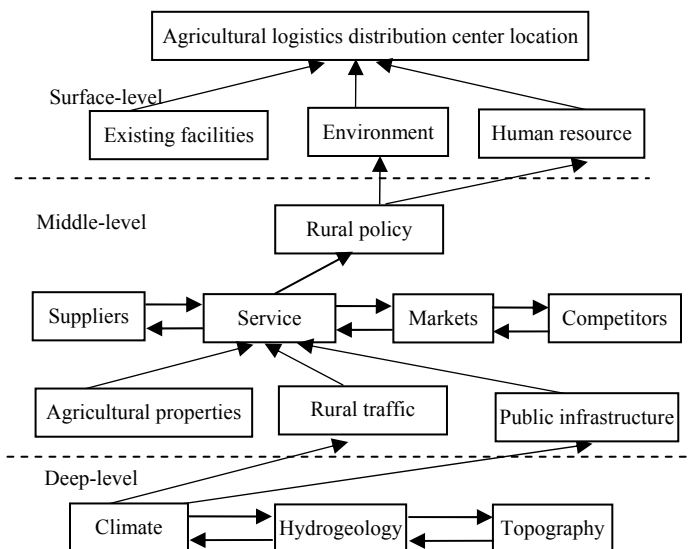 Agricultural logistics distribution center location
Surface-level
Existing facilities
Environment
Human resource
Middle-level
Rural policy
Suppliers
Service
Markets
Competitors
Agricultural properties
Rural traffic
Public infrastructure
Deep-level
Climate
Hydrogeology
Topography